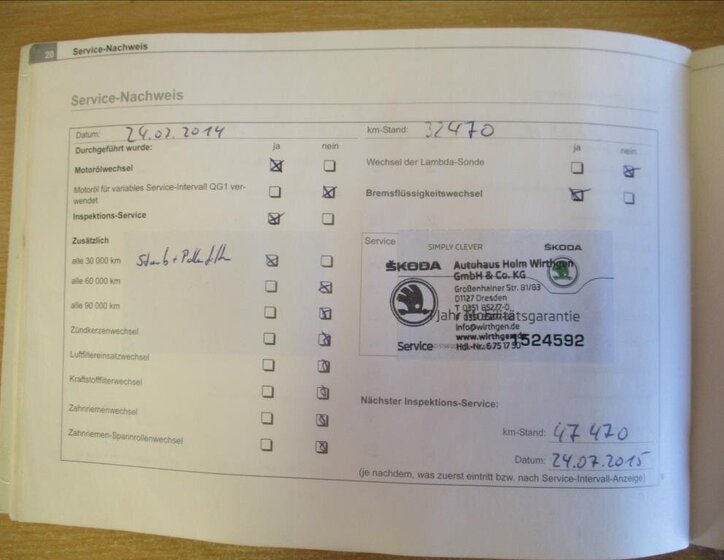 20 Service-Nachweis
Service-Nachweis
Datum: 24.07.2014
km-Stand: 32470
Durchgeführt wurde: ja nein
ja nein
Motorölwechsel
Wechsel der Lambda-Sonde
Motoröl für variables Service-Intervall QG1 ver-
wendet
Bremsflüssigkeitswechsel
Inspektions-Service
Zusätzlich
alle 30 000 km Staub + Pollenfilter
alle 60 000 km
alle 90 000 km
Zündkerzenwechsel
Luftfiltereinsatzwechsel
Kraftstofffilterwechsel
Zahnriemenwechsel
Zahnriemen-Spannrollenwechsel
Service
SIMPLY CLEVER
ŠKODA
ŠKODA
Autohaus Helm Wirthgen
GmbH & Co. KG
Großenhainer Str. 81/83
01127 Dresden
Jahr Mobilitätsgarantie
info@wirthgen.de
www.wirthgen.de
Service
1524592
Nächster Inspektions-Service:
km-Stand: 47470
Datum: 24.07.2015
(je nachdem, was zuerst eintritt bzw. nach Service-Intervall-Anzeige)